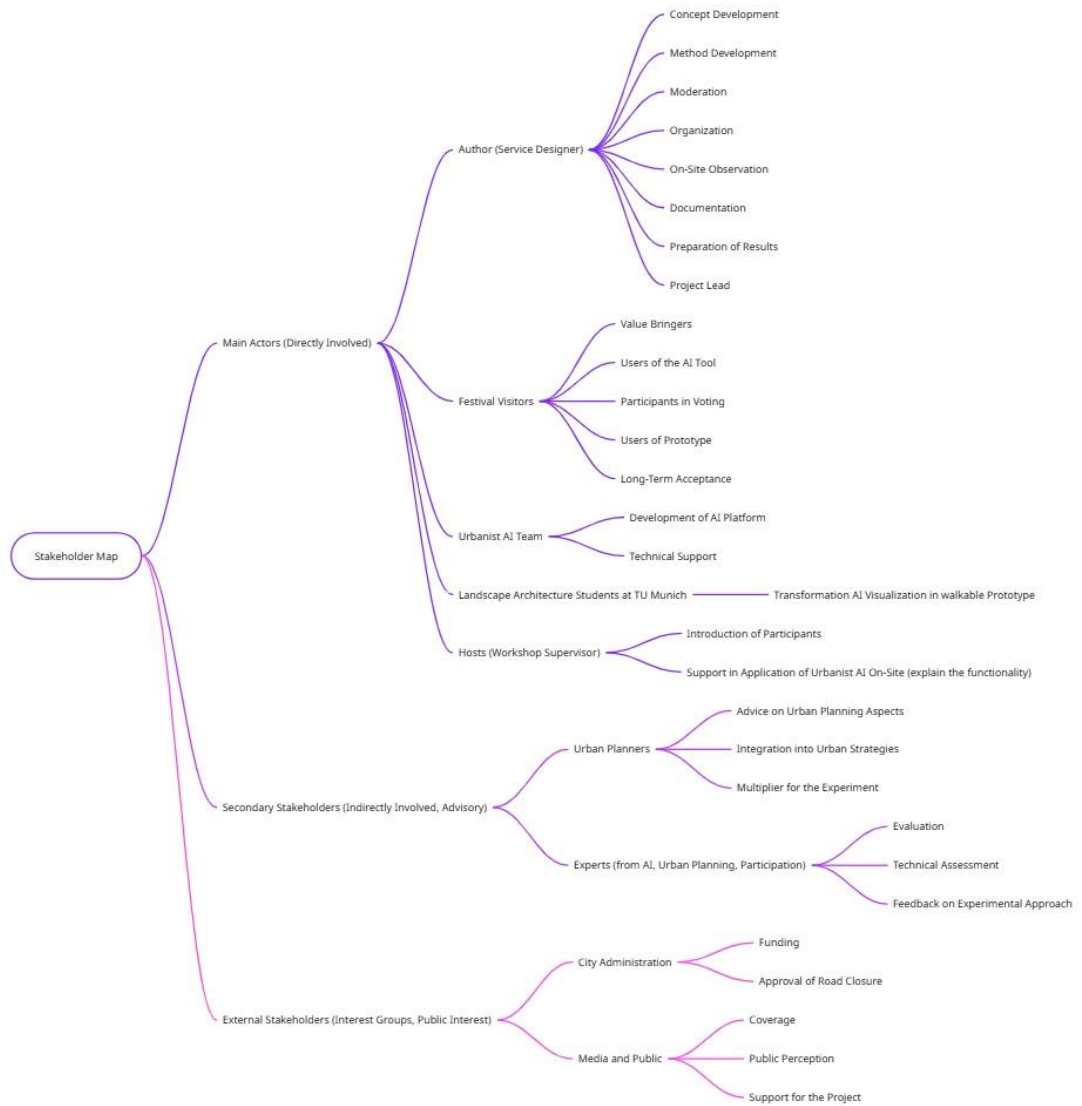 Stakeholder Map
Main Actors (Directly Involved)
Author (Service Designer)
Concept Development
Method Development
Moderation
Organization
On-Site Observation
Documentation
Preparation of Results
Project Lead
Festival Visitors
Value Bringers
Users of the AI Tool
Participants in Voting
Users of Prototype
Long-Term Acceptance
Urbanist AI Team
Development of AI Platform
Technical Support
Landscape Architecture Students at TU Munich
Transformation AI Visualization in walkable Prototype
Hosts (Workshop Supervisor)
Introduction of Participants
Support in Application of Urbanist AI On-Site (explain the functionality)
Secondary Stakeholders (Indirectly Involved, Advisory)
Urban Planners
Advice on Urban Planning Aspects
Integration into Urban Strategies
Multiplier for the Experiment
Experts (from AI, Urban Planning, Participation)
Evaluation
Technical Assessment
Feedback on Experimental Approach
External Stakeholders (Interest Groups, Public Interest)
City Administration
Funding
Approval of Road Closure
Media and Public
Coverage
Public Perception
Support for the Project